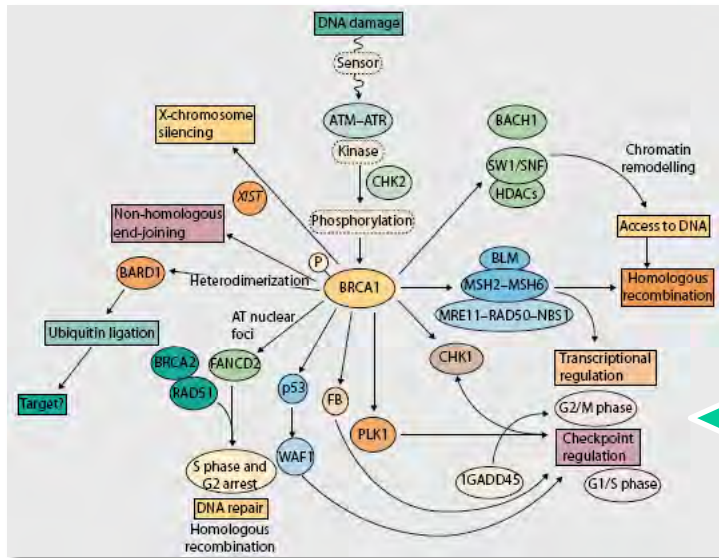 DNA damage
Sensor
ATM–ATR
Kinase
CHK2
Phosphorylation
X-chromosome
silencing
XIST
Non-homologous
end-joining
BARD1
Heterodimerization
P
BRCA1
Ubiquitin ligation
Target?
AT nuclear
foci
BRCA2
RAD51
FANCD2
S phase and
G2 arrest
DNA repair
Homologous
recombination
p53
WAF1
FB
PLK1
BACH1
SW1/SNF
HDACs
Chromatin
remodelling
Access to DNA
BLM
MSH2–MSH6
MRE11–RAD50–NBS1
Homologous
recombination
CHK1
Transcriptional
regulation
G2/M phase
Checkpoint
regulation
1GADD45
G1/S phase